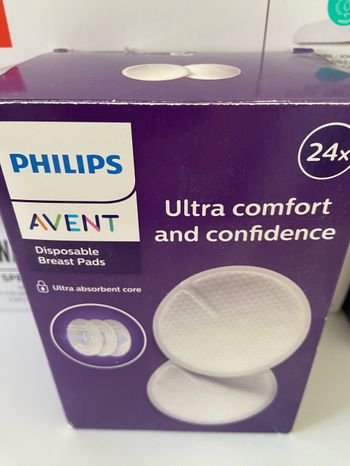 PHILIPS
AVENT
Disposable
Breast Pads
Ultra absorbent core
24x
Ultra comfort
and confidence